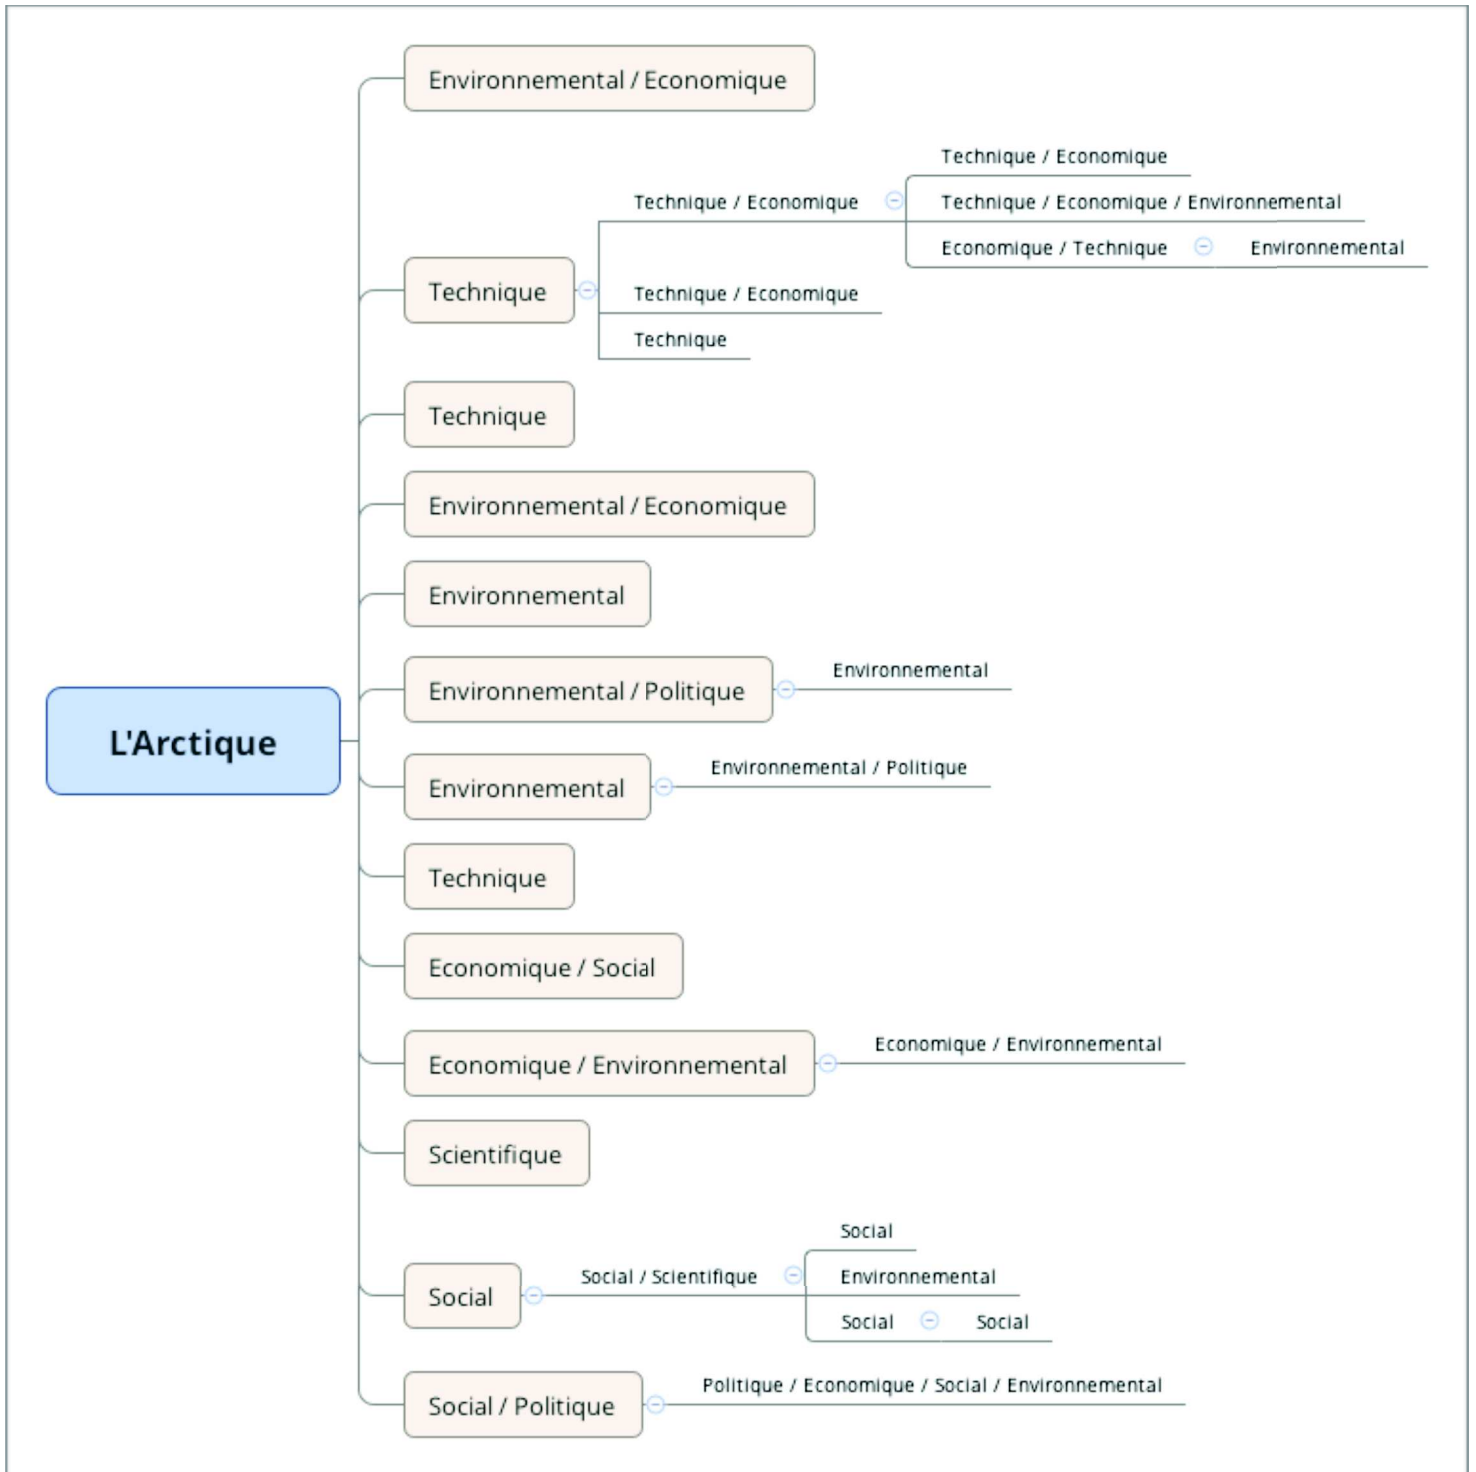 Environnemental / Economique
Technique / Economique
Technique / Economique
Technique / Economique / Environnemental
Economique / Technique
Environnemental
Technique
Technique / Economique
Technique
Technique
Environnemental / Economique
Environnemental
Environnemental / Politique
Environnemental
L'Arctique
Environnemental
Environnemental / Politique
Technique
Economique / Social
Economique / Environnemental
Economique / Environnemental
Scientifique
Social
Social / Scientifique
Social
Environnemental
Social
Social
Social / Politique
Politique / Economique / Social / Environnemental